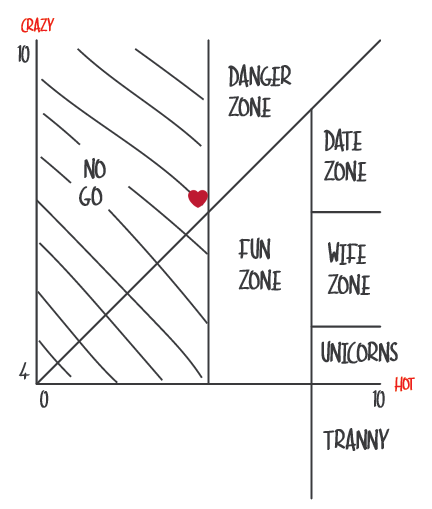 CRAZY
10
DANGER
ZONE
DATE
ZONE
NO
GO
FUN
ZONE
WIFE
ZONE
UNICORNS
4
HOT
0
10
TRANNY